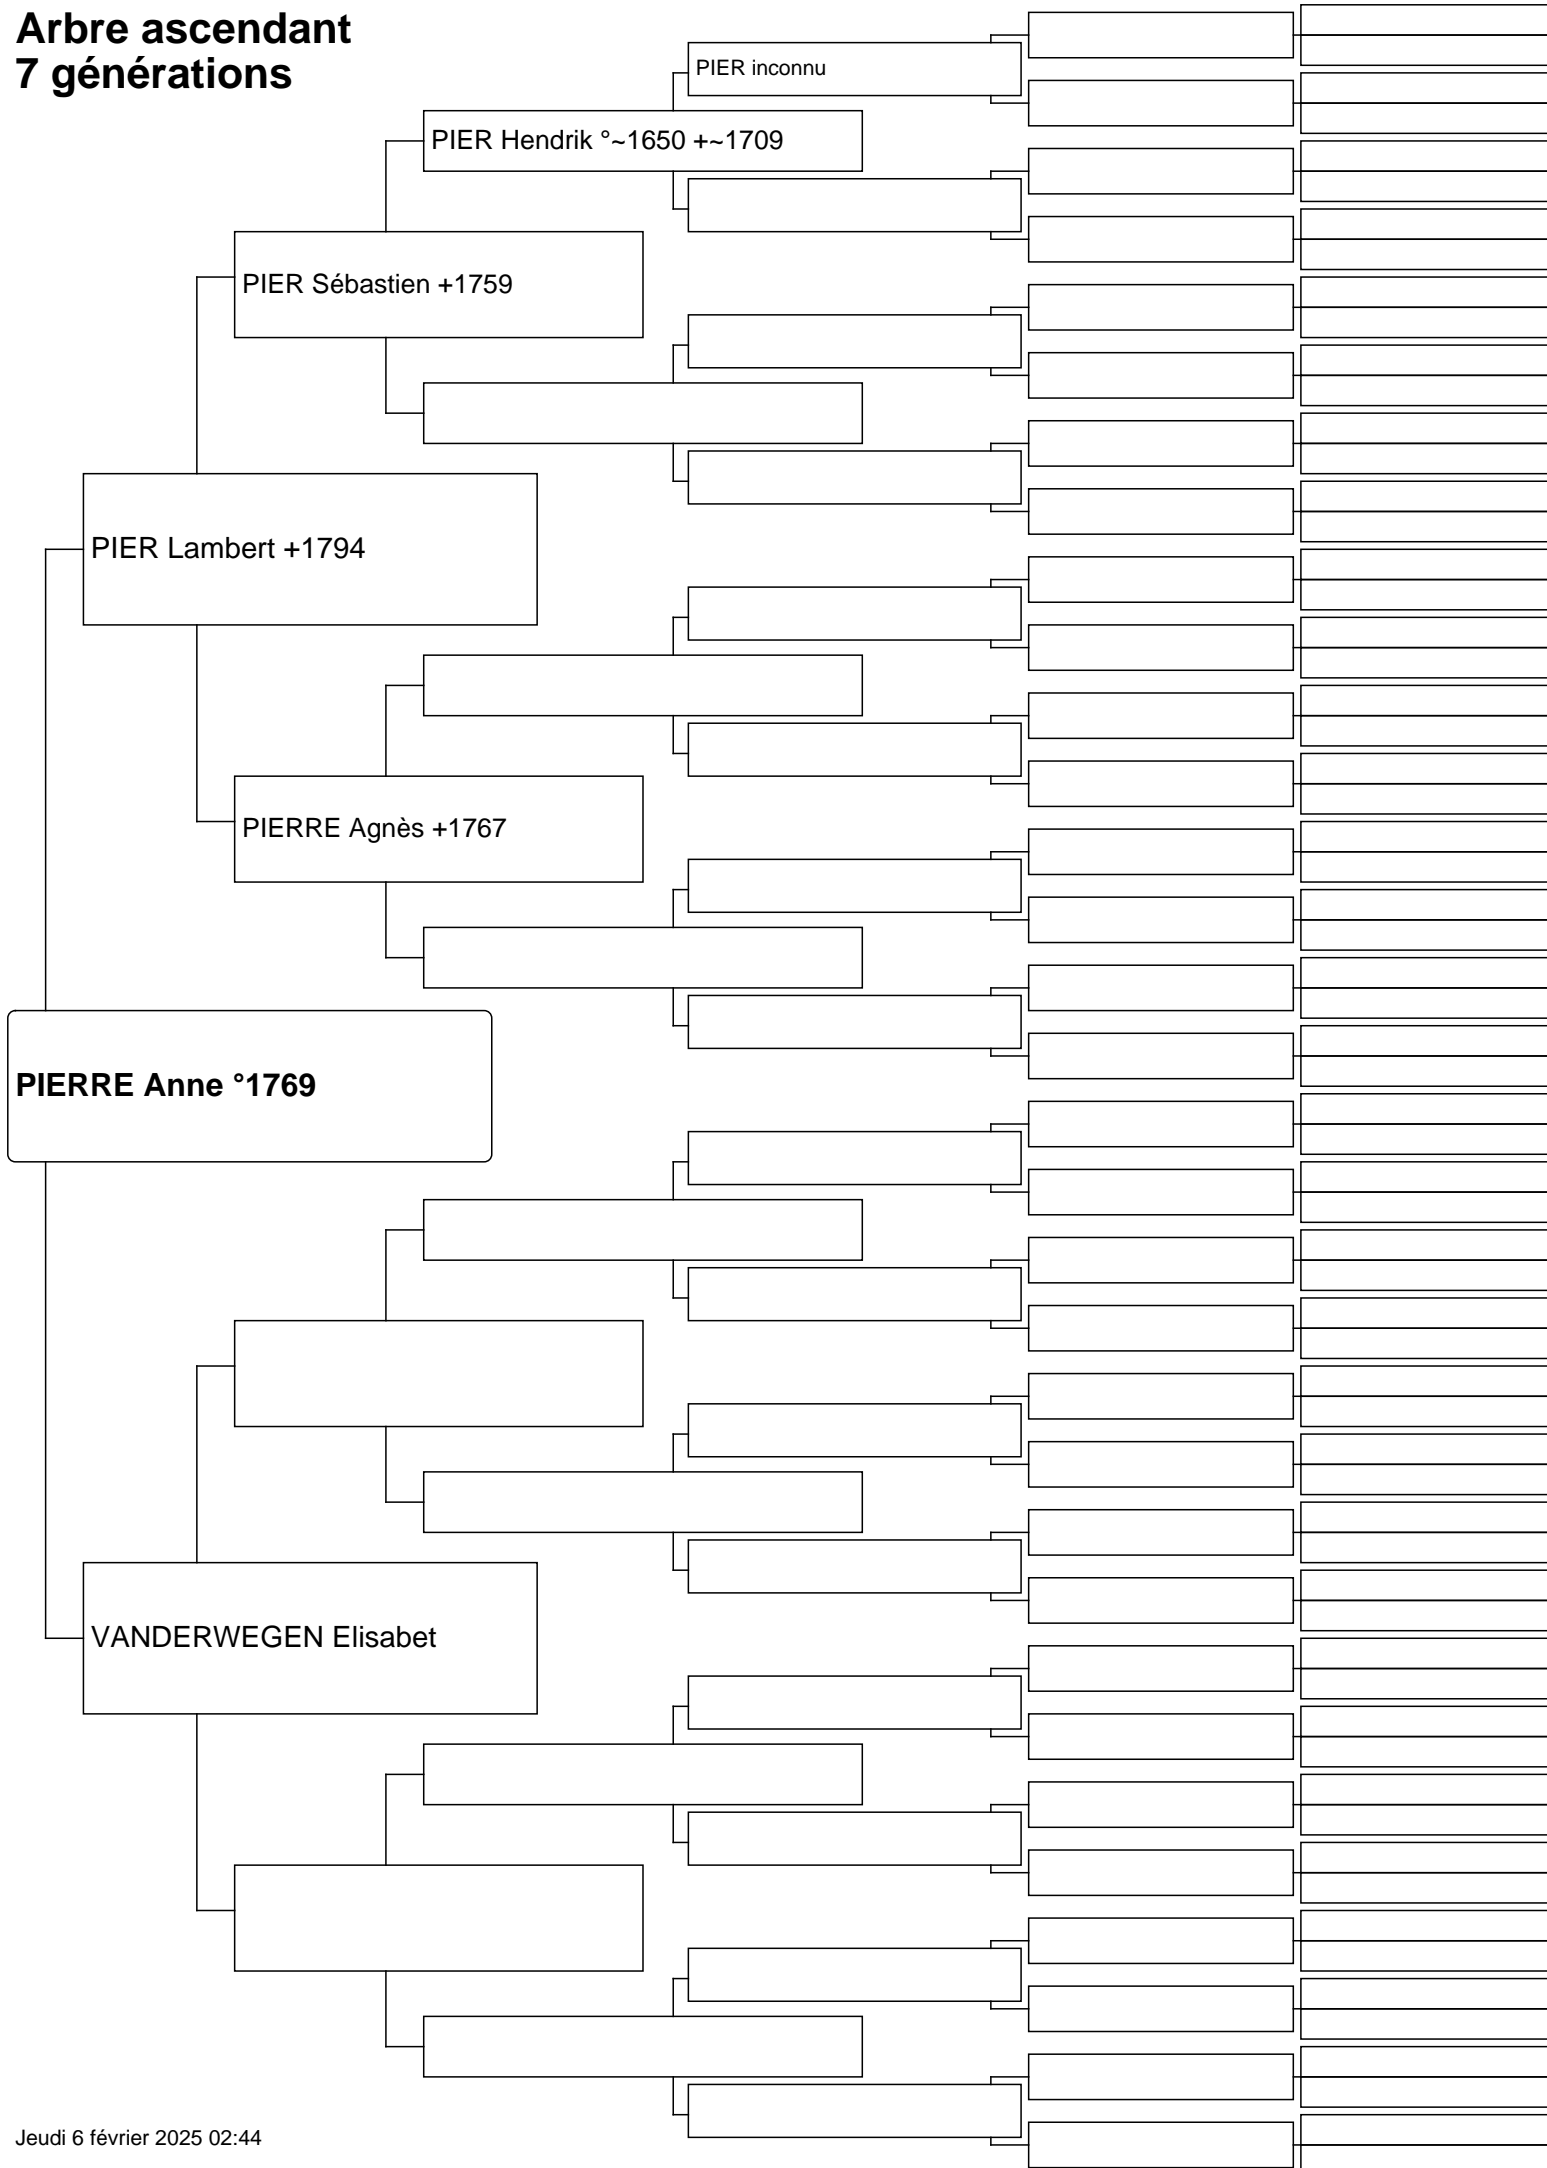 Arbre ascendant
7 générations
PIER inconnu
PIER Hendrik °~1650 +~1709
PIER Sébastien +1759
PIER Lambert +1794
PIERRE Agnès +1767
PIERRE Anne °1769
VANDERWEGEN Elisabet
Jeudi 6 février 2025 02:44